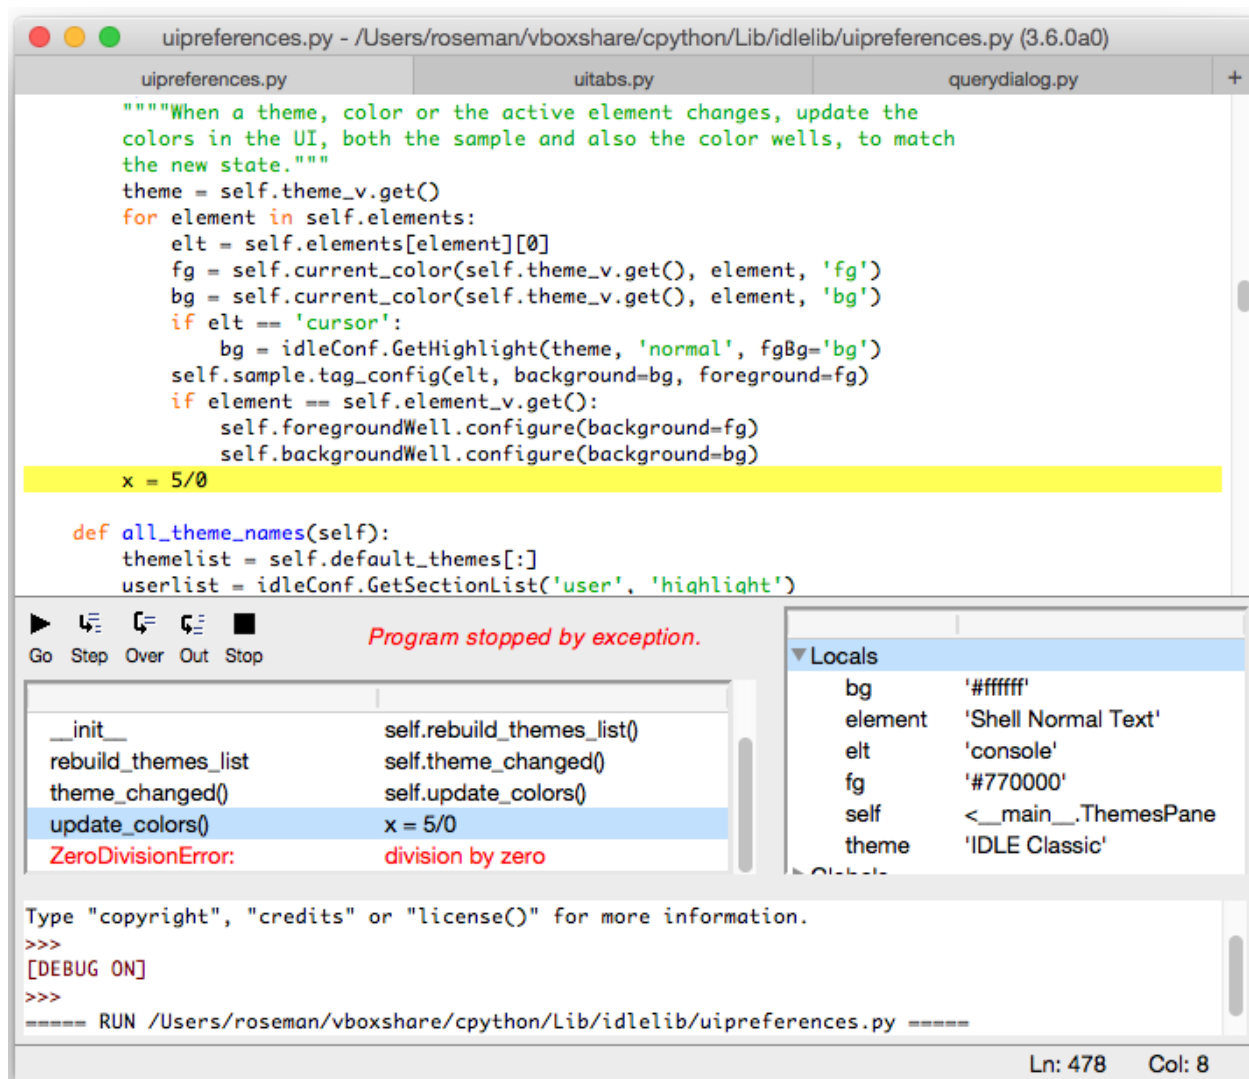 uipreferences.py - /Users/roseman/vboxshare/cpython/Lib/idlelib/uipreferences.py (3.6.0a0)
uipreferences.py uitabs.py querydialog.py +
""""When a theme, color or the active element changes, update the
colors in the UI, both the sample and also the color wells, to match
the new state."""
theme = self.theme_v.get()
for element in self.elements:
elt = self.elements[element][0]
fg = self.current_color(self.theme_v.get(), element, 'fg')
bg = self.current_color(self.theme_v.get(), element, 'bg')
if elt == 'cursor':
bg = idleConf.GetHighlight(theme, 'normal', fgBg='bg')
self.sample.tag_config(elt, background=bg, foreground=fg)
if element == self.element_v.get():
self.foregroundWell.configure(background=fg)
self.backgroundWell.configure(background=bg)
x = 5/0
def all_theme_names(self):
themelist = self.default_themes[:]
userlist = idleConf.GetSectionList('user', 'highlight')
Go Step Over Out Stop
Program stopped by exception.
__init__ self.rebuild_themes_list()
rebuild_themes_list self.theme_changed()
theme_changed() self.update_colors()
update_colors() x = 5/0
ZeroDivisionError: division by zero
Locals
bg '#ffffff'
element 'Shell Normal Text'
elt 'console'
fg '#770000'
self <__main__.ThemesPane
theme 'IDLE Classic'
Globals
Type "copyright", "credits" or "license()" for more information.
>>>
[DEBUG ON]
>>>
===== RUN /Users/roseman/vboxshare/cpython/Lib/idlelib/uipreferences.py =====
Ln: 478 Col: 8